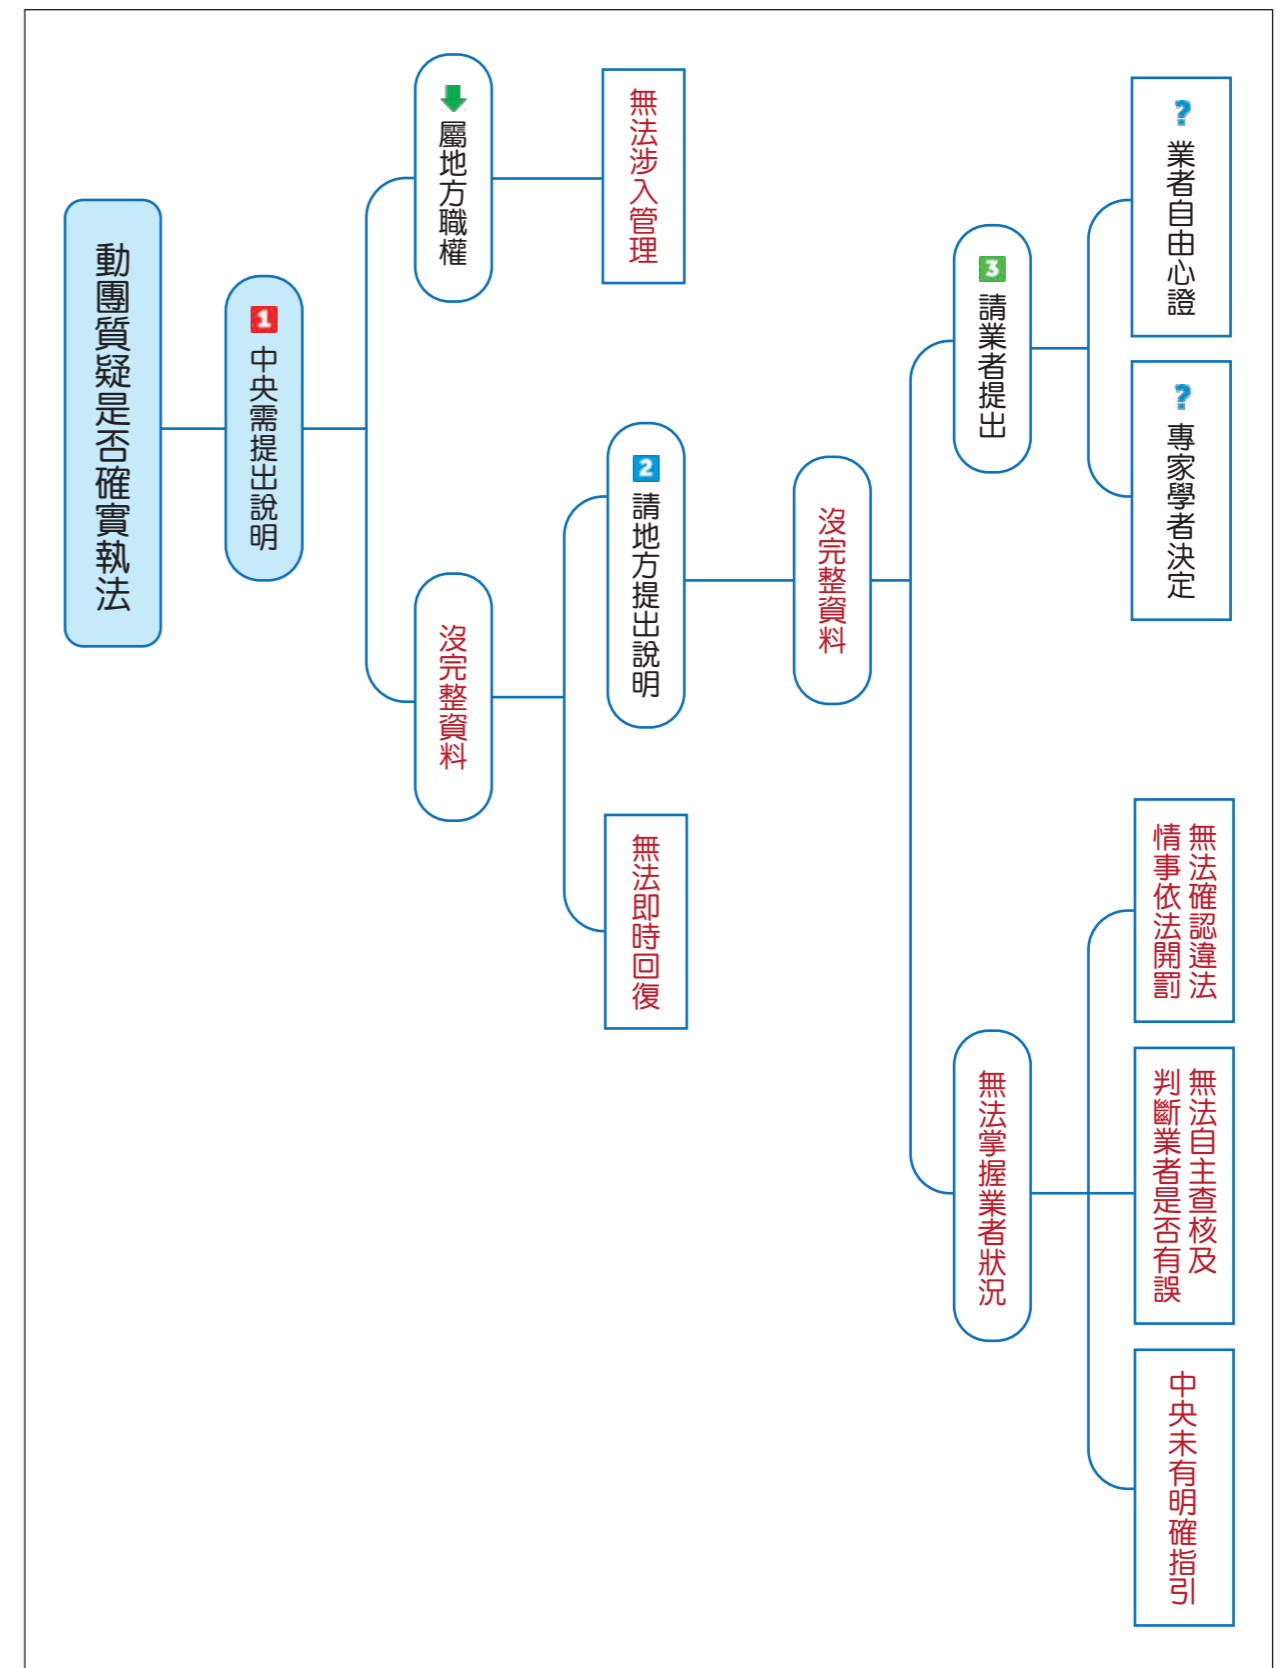 動團質疑是否確實執法
1 中央需提出說明
屬地方職權
無法涉入管理
沒完整資料
2 請地方提出說明
無法即時回復
沒完整資料
3 請業者提出
? 業者自由心證
? 專家學者決定
無法掌握業者狀況
無法確認違法
情事依法開罰
無法自主查核及
判斷業者是否有誤
中央未有明確指引